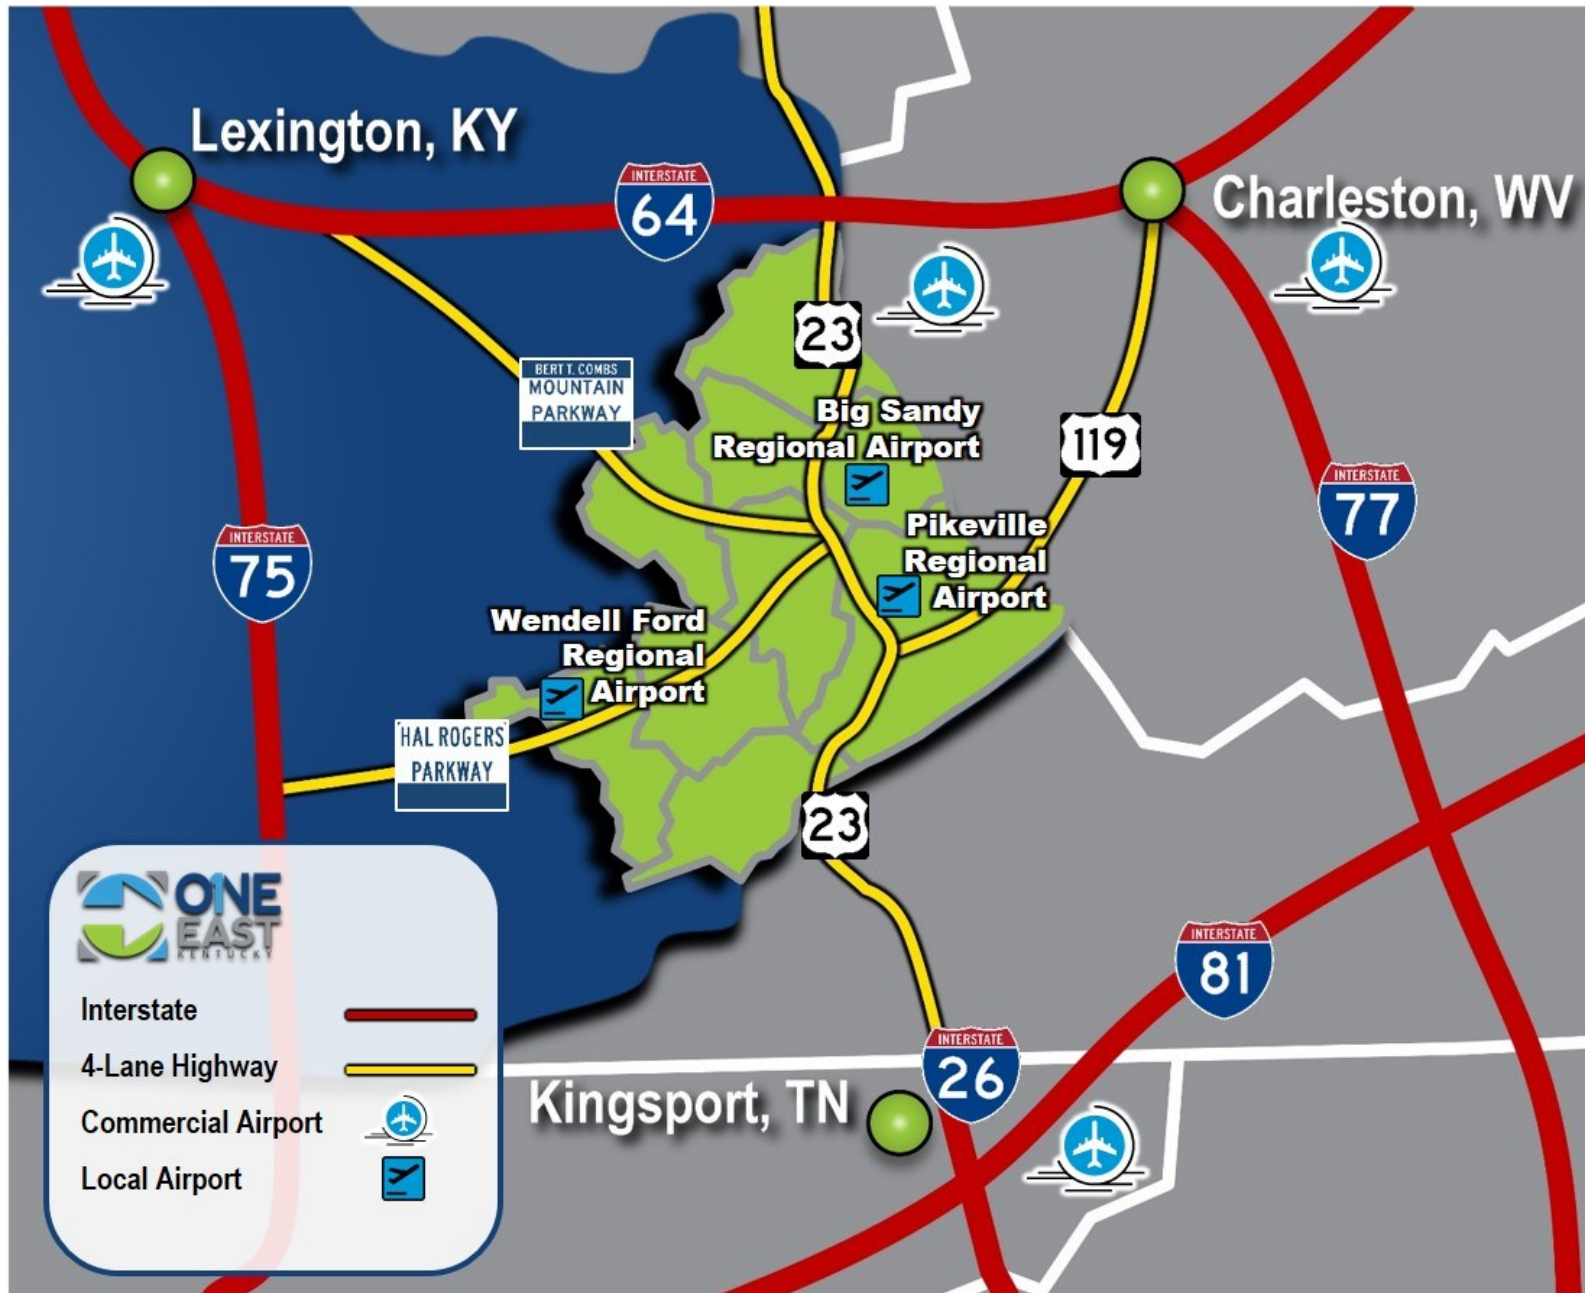 Lexington, KY
INTERSTATE
64
Charleston, WV
23
BERT T. COMBS
MOUNTAIN
PARKWAY
Big Sandy
Regional Airport
119
INTERSTATE
77
INTERSTATE
75
Pikeville
Regional
Airport
Wendell Ford
Regional
Airport
HAL ROGERS
PARKWAY
23
ONE
EAST
KENTUCKY
Interstate
4-Lane Highway
Commercial Airport
Local Airport
INTERSTATE
81
INTERSTATE
26
Kingsport, TN